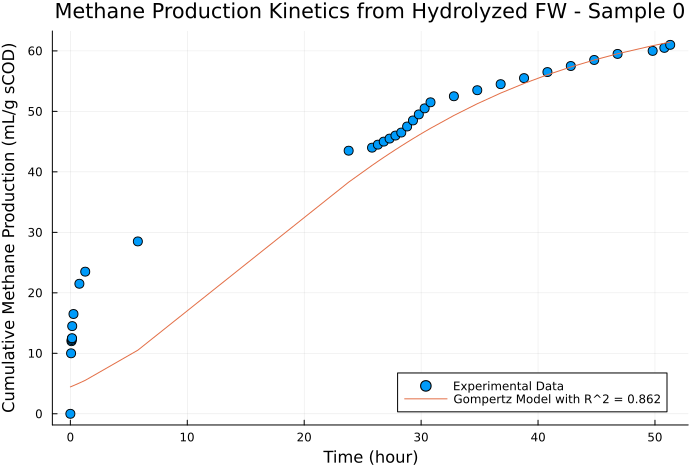 Methane Production Kinetics from Hydrolyzed FW - Sample 0
Cumulative Methane Production (mL/g sCOD)
60
50
40
30
20
10
0
Experimental Data
Gompertz Model with R^2 = 0.862
0
10
20
30
40
50
Time (hour)